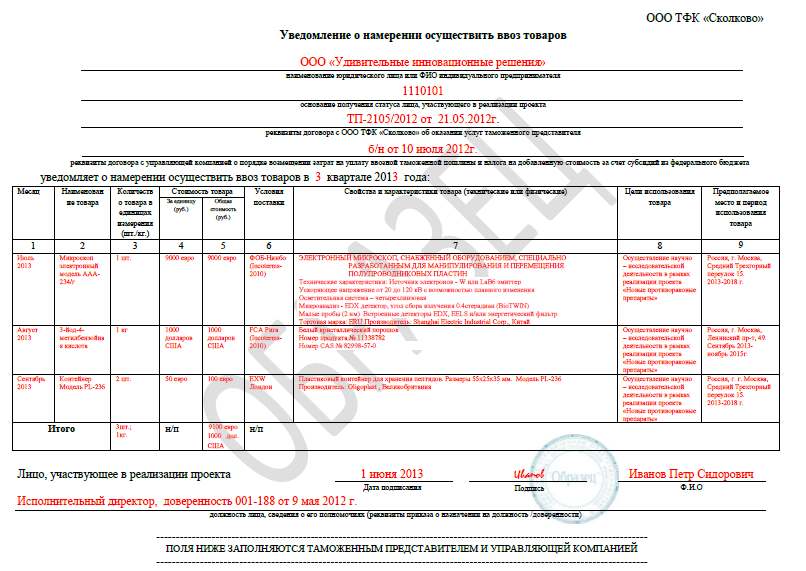 ООО ТФК «Сколково»
Уведомление о намерении осуществить ввоз товаров
ООО «Удивительные инновационные решения»
наименование юридического лица или ФИО индивидуального предпринимателя
1110101
основание получения статуса лица, участвующего в реализации проекта
ТП-2105/2012 от 21.05.2012г.
реквизиты договора с ООО ТФК «Сколково» об оказании услуг таможенного представителя
б/н от 10 июля 2012г.
реквизиты договора с управляющей компанией о порядке возмещении затрат на уплату ввозной таможенной пошлины и налога на добавленную стоимость за счет субсидий из федерального бюджета
уведомляет о намерении осуществить ввоз товаров в 3 квартале 2013 года:
Месяц
Наименован
ие товара
Количеств
о товара в
единицах
измерения
(шт./кг.)
Стоимость товара
За единицу
(руб.)
Общая
стоимость
(руб.)
Условия
поставки
Свойства и характеристики товара (технические или физические)
Цели использования
товара
Предполагаемое
место и период
использования
товара
1 2 3 4 5 6 7 8 9
Июль
2013
Микроскоп
электронный
модель ААА-
234/г
1 шт.
9000 евро
9000 евро
ФОБ-Нингбо
(Incoterms-
2010)
ЭЛЕКТРОННЫЙ МИКРОСКОП, СНАБЖЕННЫЙ ОБОРУДОВАНИЕМ, СПЕЦИАЛЬНО
РАЗРАБОТАННЫМ ДЛЯ МАНИПУЛИРОВАНИЯ И ПЕРЕМЕЩЕНИЯ
ПОЛУПРОВОДНИКОВЫХ ПЛАСТИН
Технические характеристики: Источник электронов - W или LaB6 эмиттер
Ускоряющее напряжение от 20 до 120 кВ с возможностью плавного изменения
Осветительная система – четырехлинзовая
Микроанализ - EDX детектор, угол сбора излучения 0.4стерадиан (BioTWIN)
Малые пробы (2 нм) Встроенные детекторы EDX, EELS или энергетический фильтр
Торговая марка: ERU Производитель: Shanghai Electric Industrial Corp., Китай
Осуществление научно
– исследовательской
деятельности в рамках
реализации проекта
«Новые противораковые
препараты»
Россия, г. Москва,
Средний Трехгорный
переулок 15.
2013-2018 г.
Август
2013
3-йод-4-
метилбензойна
я кислота
1 кг
1000
долларов
США
1000
долларов
США
FCA Рига
(Incoterms-
2010)
Белый кристаллический порошок
Номер продукта № 11338782
Номер CAS № 82998-57-0
Осуществление научно
– исследовательской
деятельности в рамках
реализации проекта
«Новые противораковые
препараты»
Россия, г. Москва,
Ленинский пр-т, 49.
Сентябрь 2013-
ноябрь 2015г.
Сентябрь
2013
Контейнер
Модель PL-236
2 шт.
50 евро
100 евро
EXW
Лондон
Пластиковый контейнер для хранения пептидов. Размеры 55х25х35 мм. Модель PL-236
Производитель: Oligoplast , Великобритания
Осуществление научно
– исследовательской
деятельности в рамках
реализации проекта
«Новые противораковые
препараты»
Россия, г. г. Москва,
Средний Трехгорный
переулок 15.
2013-2018 г.
Итого
3шт.;
1кг.
н/п
9100 евро
1000 дол.
США
н/п
ОБРАЗЕЦ
Лицо, участвующее в реализации проекта
1 июня 2013
Иванов
Образец
Иванов Петр Сидорович
Дата подписания
Подпись
Ф.И.О
Исполнительный директор, доверенность 001-188 от 9 мая 2012 г.
должность лица, сведения о его полномочиях (реквизиты приказа о назначении на должность /доверенности)
ПОЛЯ НИЖЕ ЗАПОЛНЯЮТСЯ ТАМОЖЕННЫМ ПРЕДСТАВИТЕЛЕМ И УПРАВЛЯЮЩЕЙ КОМПАНИЕЙ